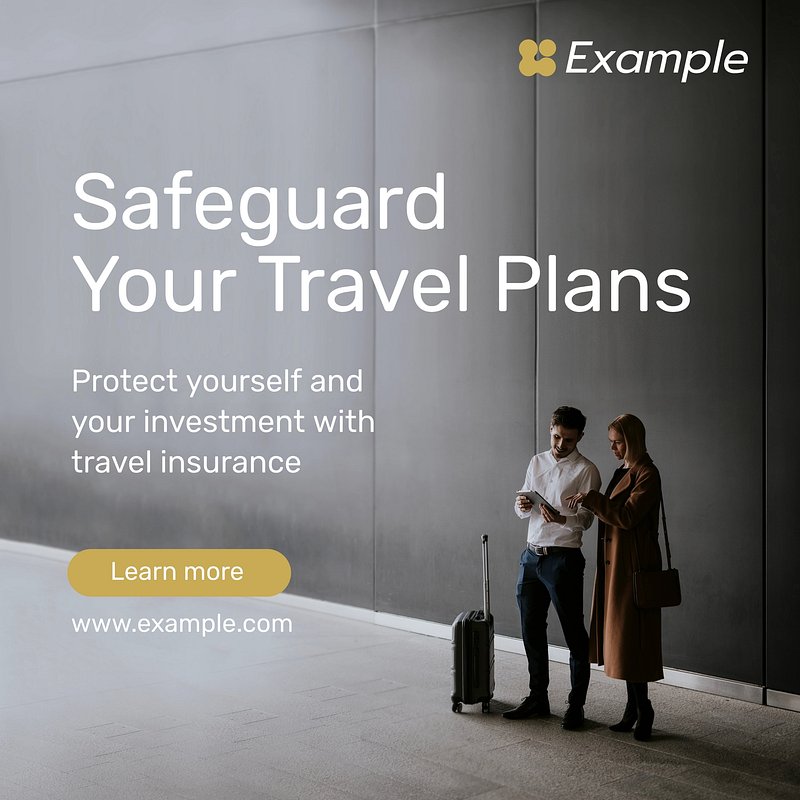 Example
Safeguard
Your Travel Plans
Protect yourself and
your investment with
travel insurance
Learn more
www.example.com